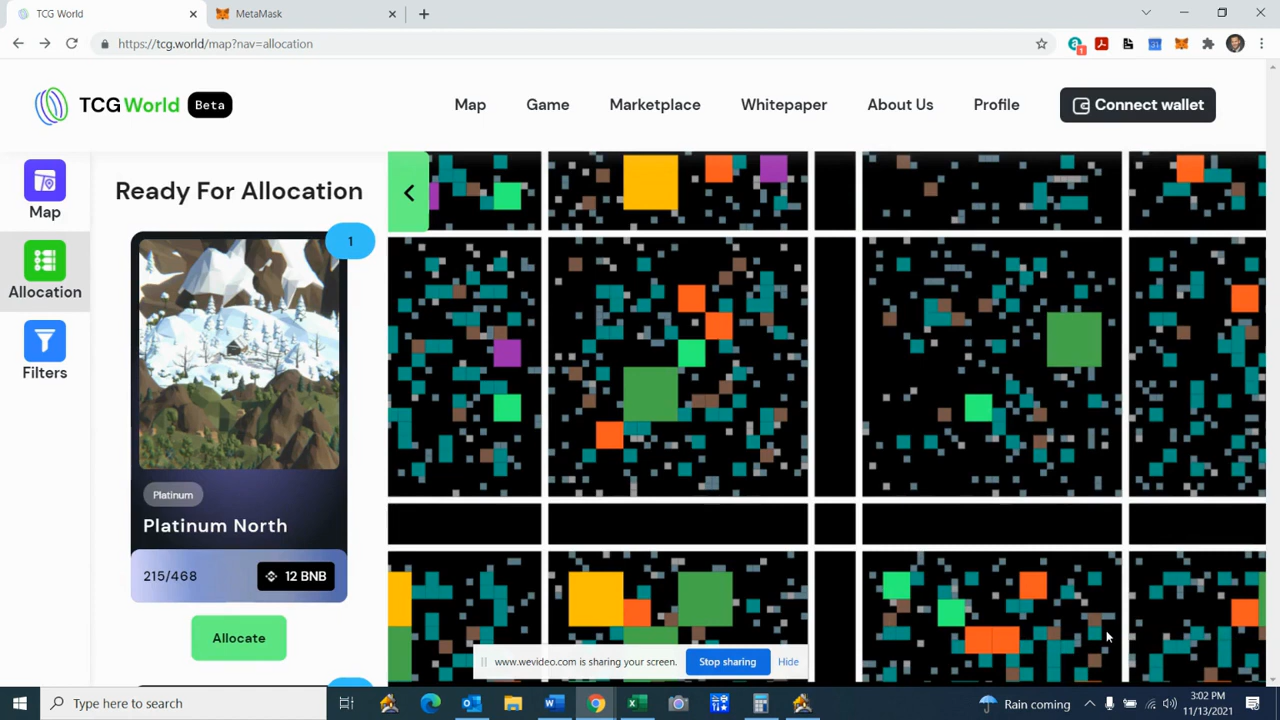 TCG World
MetaMask
https://tcg.world/map?nav=allocation
1
TCG World Beta
Map Game Marketplace Whitepaper About Us Profile Connect wallet
Map
Allocation
Filters
Ready For Allocation
1
Platinum
Platinum North
215/468 12 BNB
Allocate
www.wevideo.com is sharing your screen. Stop sharing Hide
Type here to search
Rain coming
3:02 PM
11/13/2021